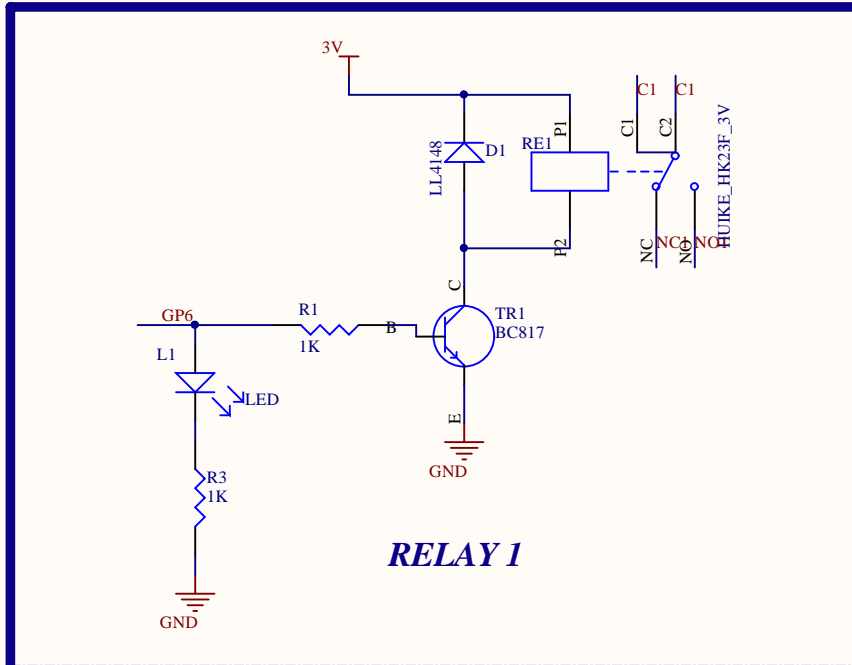 3V
C1
C1
P1
C1
C2
RE1
D1
LL4148
HUIKE_HK23F_3V
P2
NC
NC1
NO
NO1
C
GP6
R1
1K
B
TR1
BC817
L1
LED
E
GND
R3
1K
RELAY 1
GND